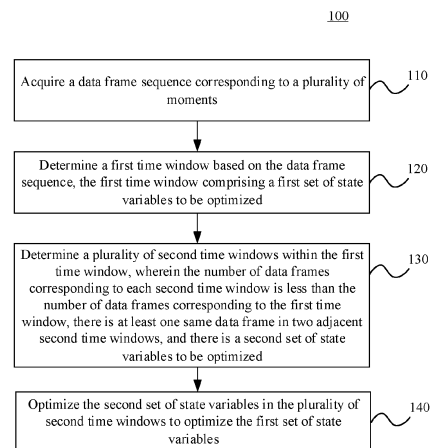 100
Acquire a data frame sequence corresponding to a plurality of
moments
110
Determine a first time window based on the data frame
sequence, the first time window comprising a first set of state
variables to be optimized
120
Determine a plurality of second time windows within the first
time window, wherein the number of data frames
corresponding to each second time window is less than the
number of data frames corresponding to the first time
window, there is at least one same data frame in two adjacent
second time windows, and there is a second set of state
variables to be optimized
130
Optimize the second set of state variables in the plurality of
second time windows to optimize the first set of state
variables
140